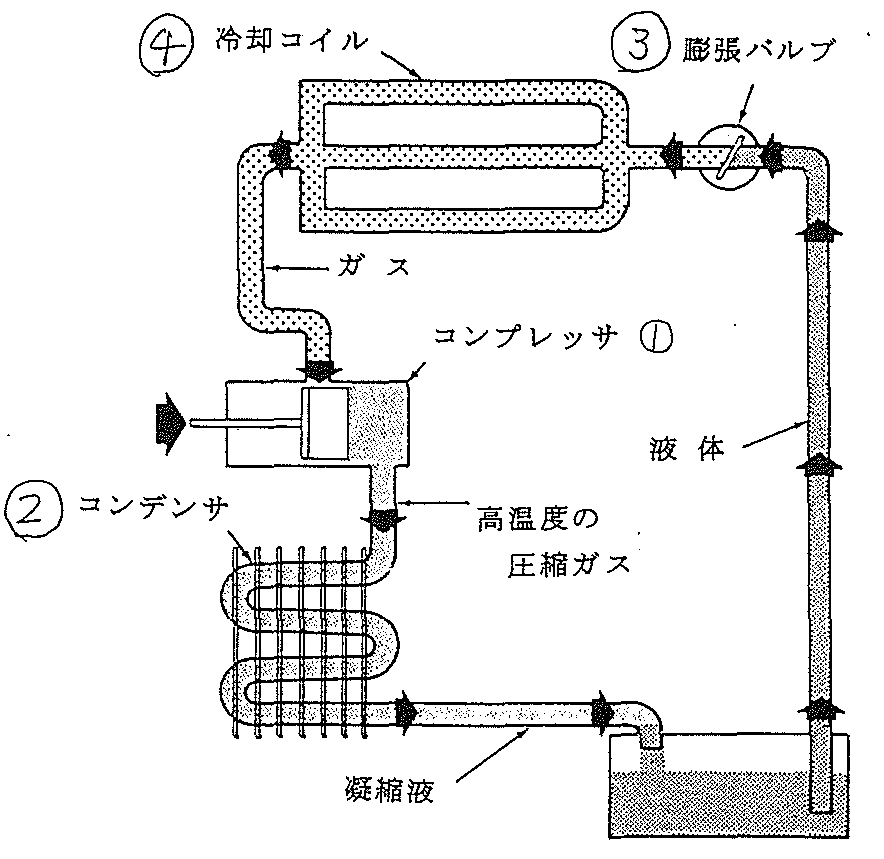 ④ 冷却コイル
③ 膨張バルブ
ガス
コンプレッサ ①
液体
② コンデンサ
高温度の
圧縮ガス
凝縮液